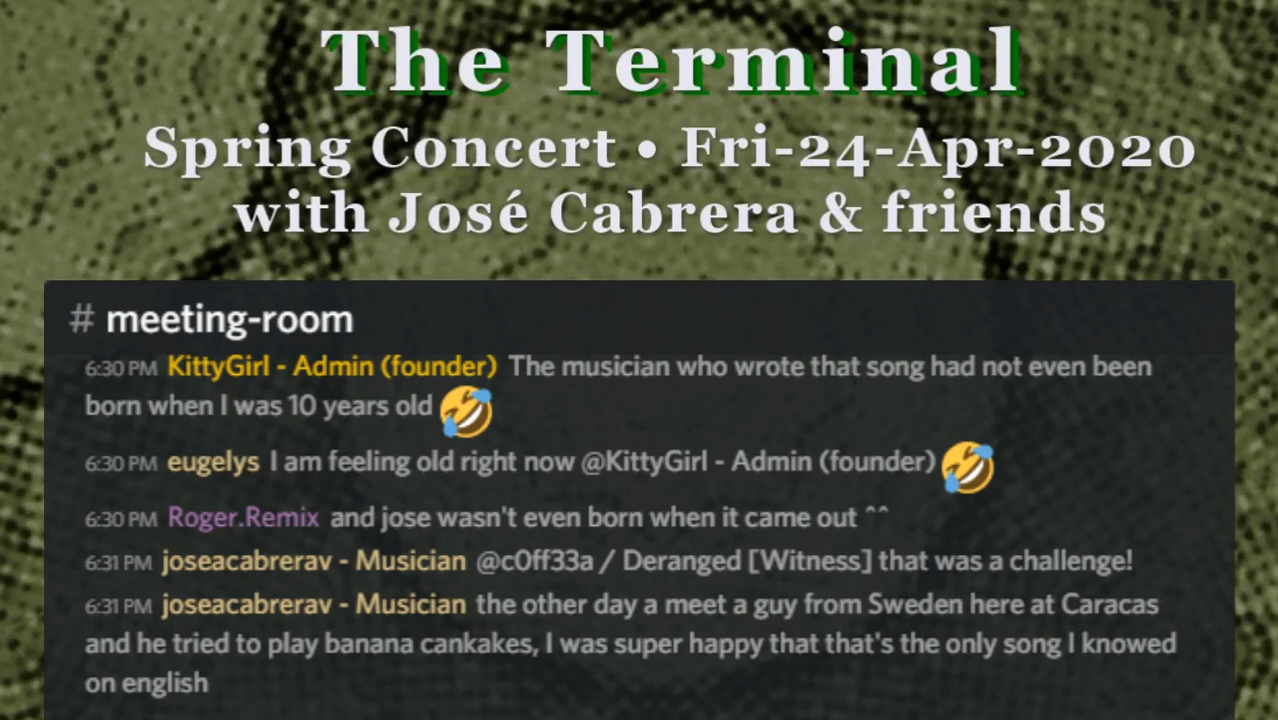 The Terminal
Spring Concert • Fri-24-Apr-2020
with José Cabrera & friends
# meeting-room
6:30 PM KittyGirl - Admin (founder) The musician who wrote that song had not even been
born when I was 10 years old 🤣
6:30 PM eugelys I am feeling old right now @KittyGirl - Admin (founder) 🤣
6:30 PM Roger.Remix and jose wasn't even born when it came out ^^
6:31 PM joseacabrerav - Musician @c0ff33a / Deranged [Witness] that was a challenge!
6:31 PM joseacabrerav - Musician the other day a meet a guy from Sweden here at Caracas
and he tried to play banana cankakes, I was super happy that that's the only song I knowed
on english